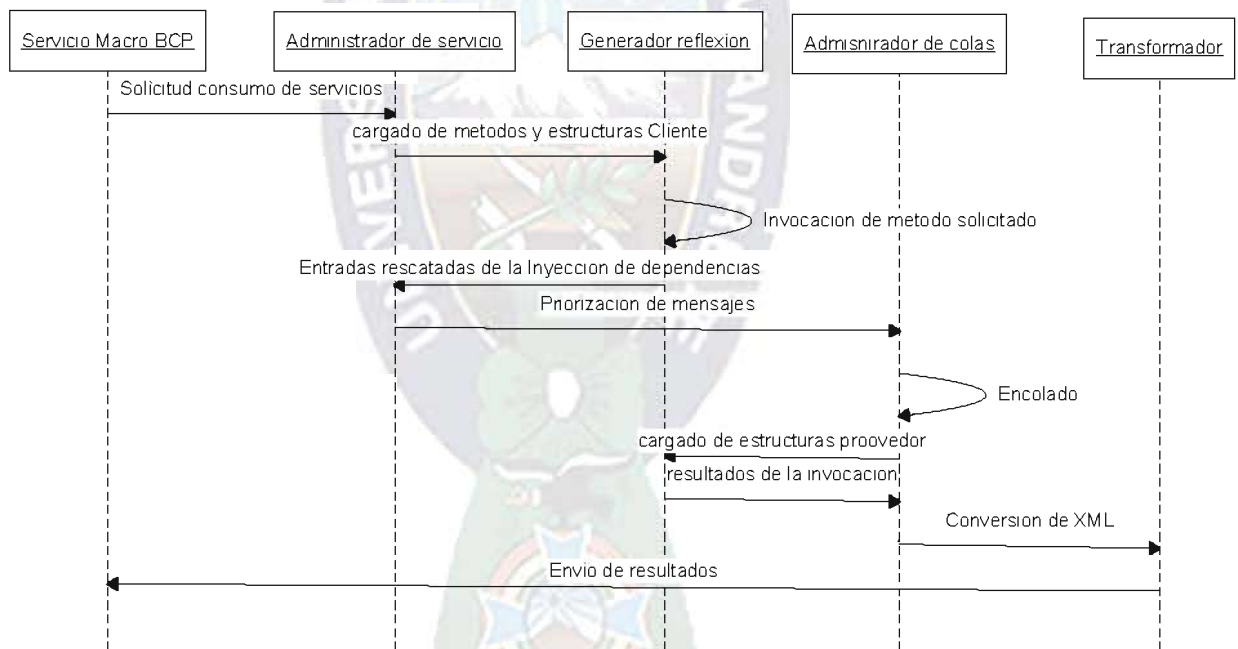 Servicio Macro BCP
Administrador de servicio
Generador reflexion
Admisnirador de colas
Transformador
Solicitud consumo de servicios
cargado de metodos y estructuras Cliente
Invocacion de metodo solicitado
Entradas rescatadas de la Inyeccion de dependencias
Priorizacion de mensajes
Encolado
cargado de estructuras proovedor
resultados de la invocacion
Conversion de XML
Envio de resultados